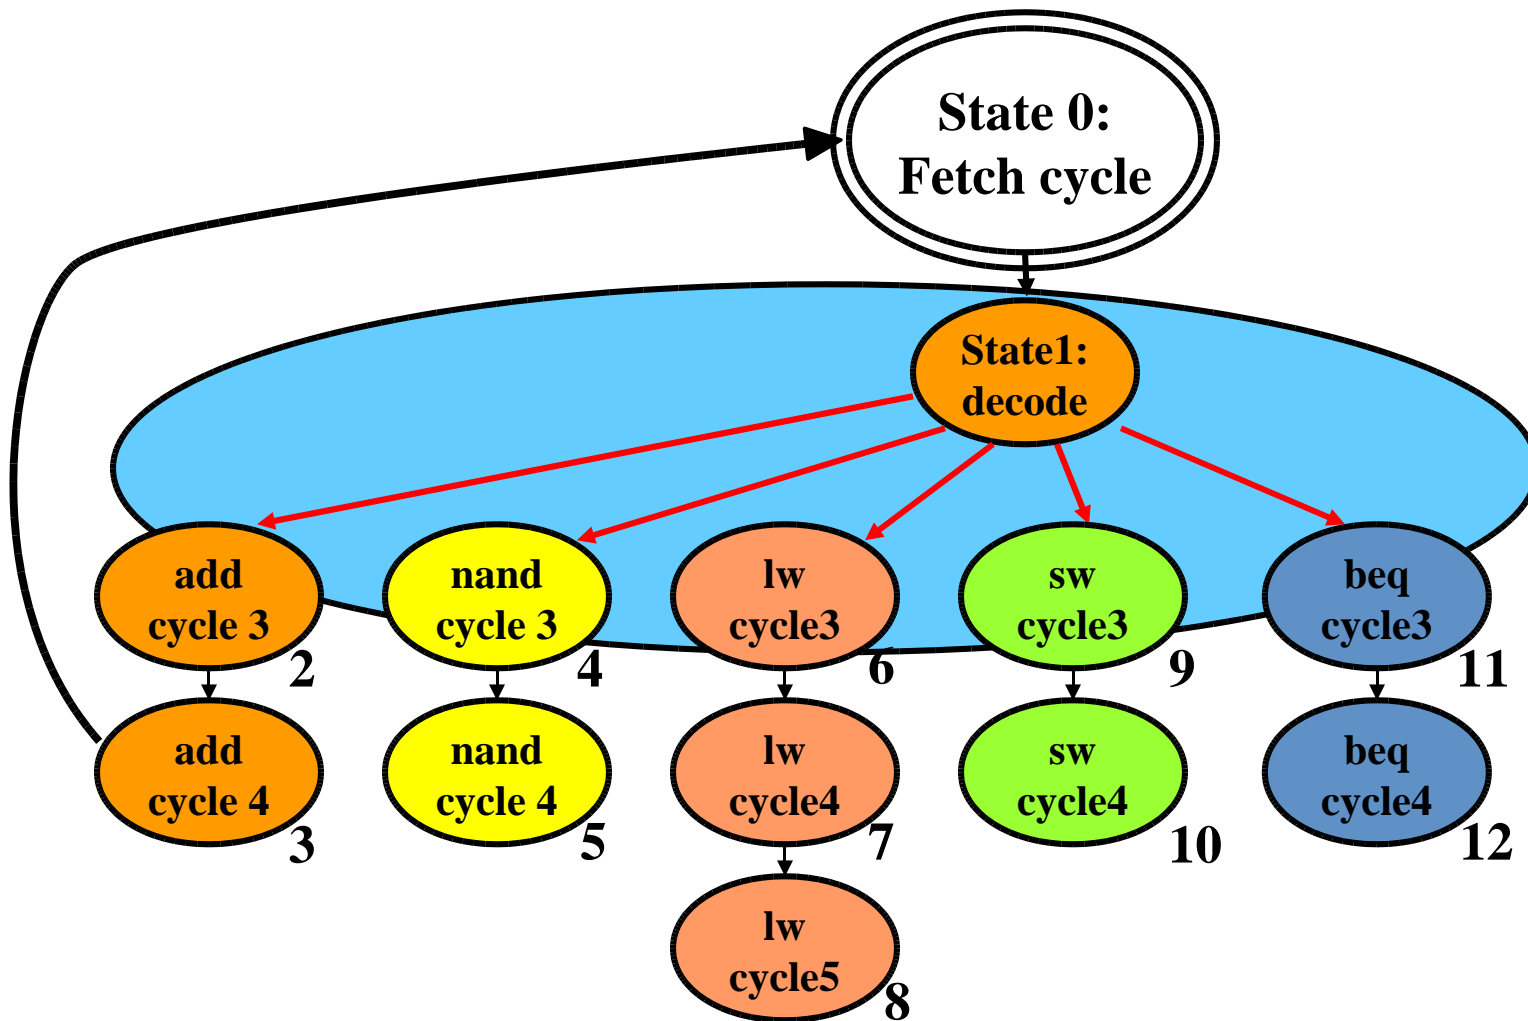 State 0:
Fetch cycle
State1:
decode
add
cycle 3
2
nand
cycle 3
4
lw
cycle3
6
sw
cycle3
9
beq
cycle3
11
add
cycle 4
3
nand
cycle 4
5
lw
cycle4
7
sw
cycle4
10
beq
cycle4
12
lw
cycle5
8